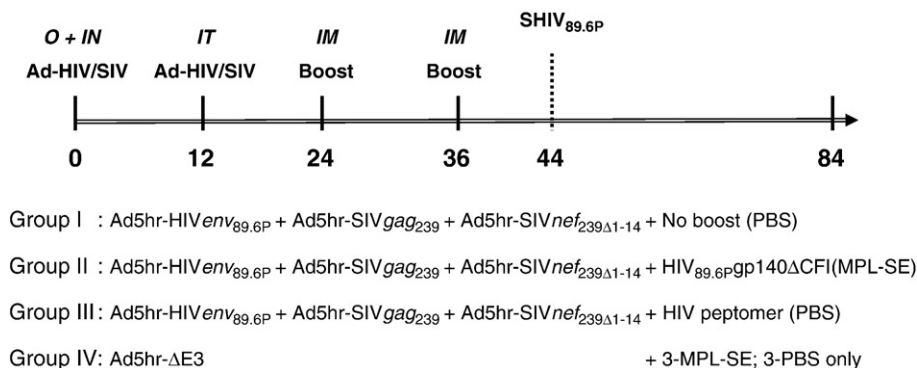 SHIV89.6P
O + IN IT IM IM
Ad-HIV/SIV Ad-HIV/SIV Boost Boost
0 12 24 36 44 84
Group I : Ad5hr-HIVenv89.6P + Ad5hr-SIVgag239 + Ad5hr-SIVnef239Δ1-14 + No boost (PBS)
Group II : Ad5hr-HIVenv89.6P + Ad5hr-SIVgag239 + Ad5hr-SIVnef239Δ1-14 + HIV89.6Pgp140ΔCFI(MPL-SE)
Group III : Ad5hr-HIVenv89.6P + Ad5hr-SIVgag239 + Ad5hr-SIVnef239Δ1-14 + HIV peptomer (PBS)
Group IV: Ad5hr-ΔE3 + 3-MPL-SE; 3-PBS only